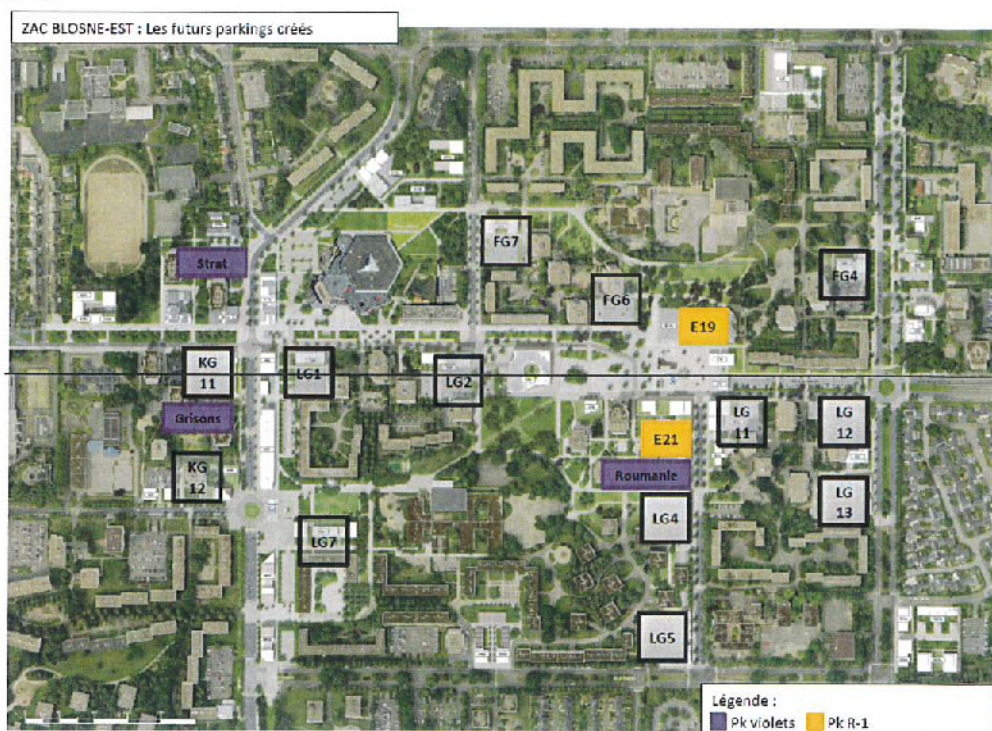 ZAC BLOSNE-EST : Les futurs parkings créés
FG7
Strat
FG4
FG6
E19
KG
11
LG1
LG2
Grisons
LG
11
LG
12
E21
KG
12
Roumanie
LG
13
LG4
LG7
LG5
Légende :
Pk violets
Pk R-1